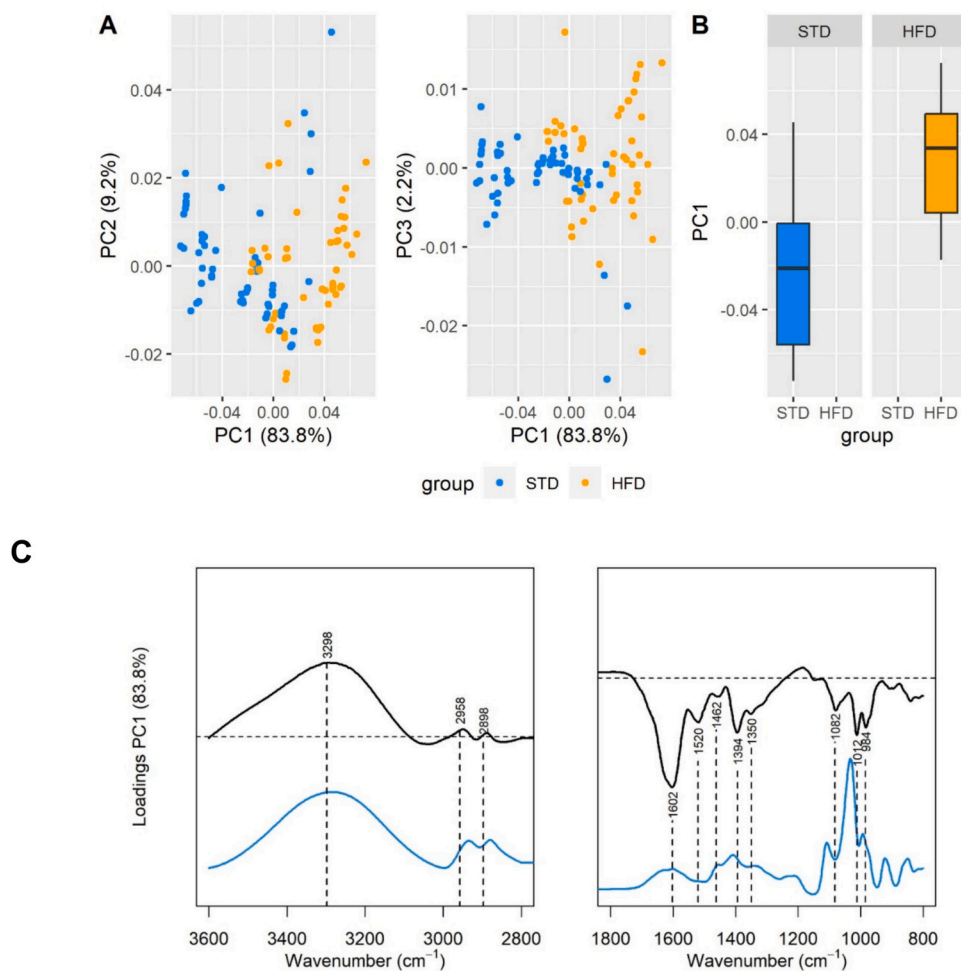 A
B
PC2 (9.2%)
0.04
0.02
0.00
-0.02
-0.04
0.00
0.04
PC1 (83.8%)
PC3 (2.2%)
0.01
0.00
-0.01
-0.02
-0.04
0.00
0.04
PC1 (83.8%)
STD
HFD
PC1
0.04
0.00
-0.04
STD
HFD
STD
HFD
group
group STD HFD
C
Loadings PC1 (83.8%)
3298
2958
2898
3600 3400 3200 3000 2800
Wavenumber (cm⁻¹)
1602
1520
1462
1394
1350
1082
1012
984
1800 1600 1400 1200 1000 800
Wavenumber (cm⁻¹)